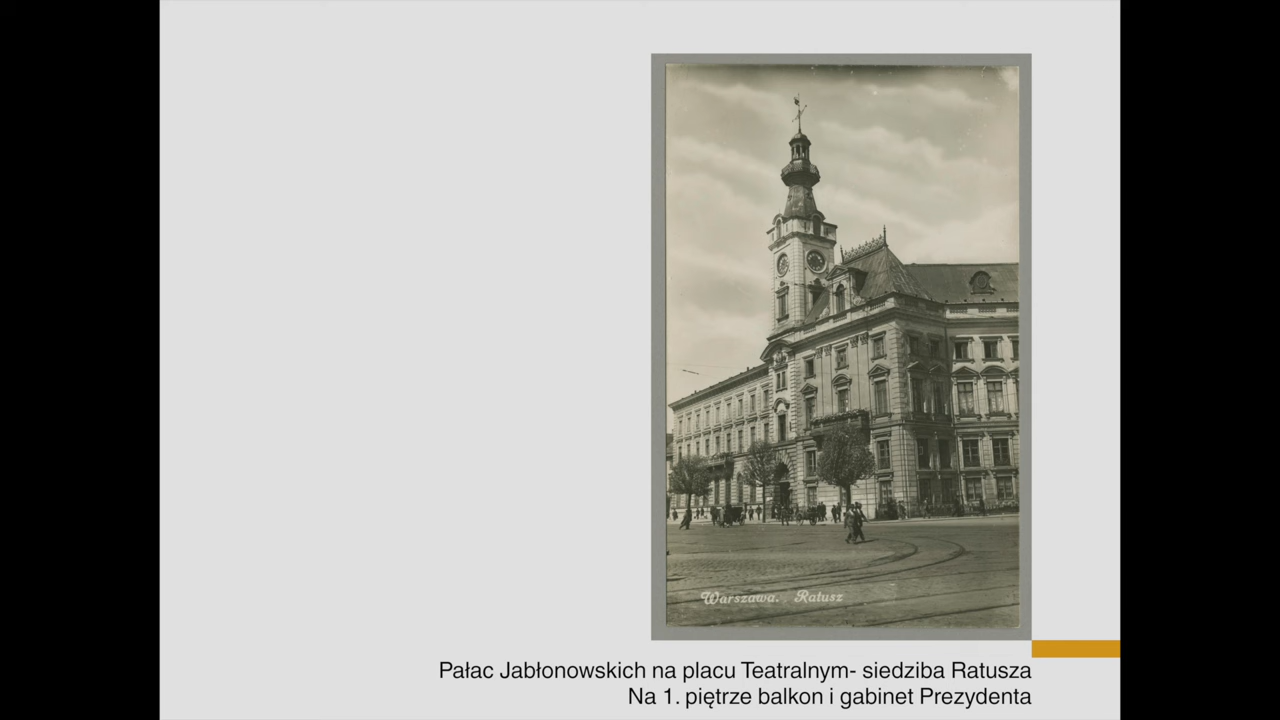 Warszawa. Ratusz
Pałac Jabłonowskich na placu Teatralnym- siedziba Ratusza
Na 1. piętrze balkon i gabinet Prezydenta